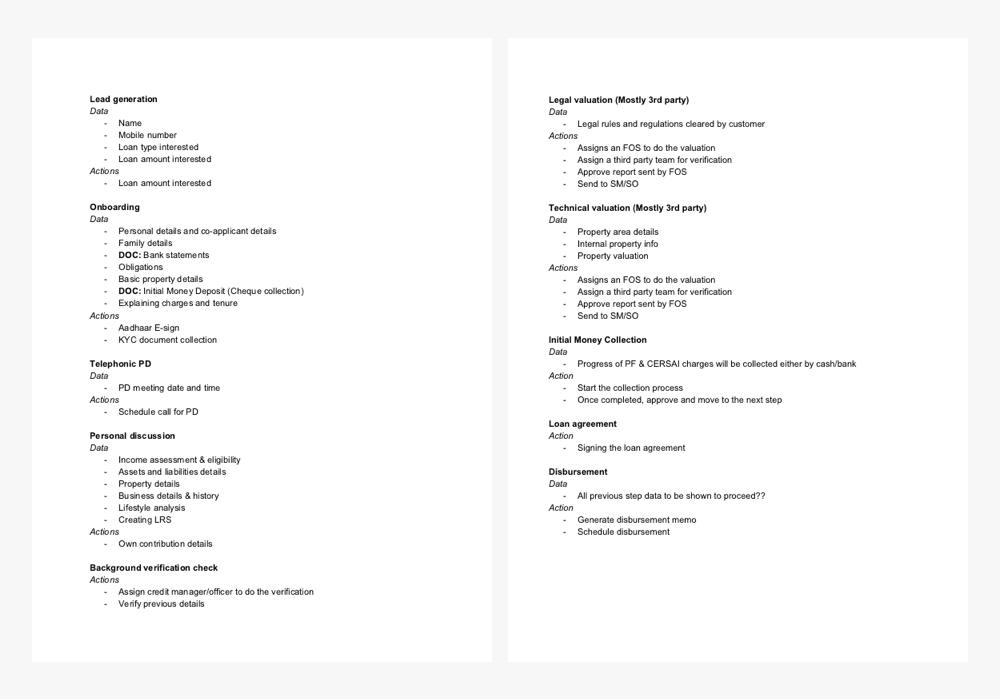 Lead generation
Data
- Name
- Mobile number
- Loan type interested
- Loan amount interested
Actions
- Loan amount interested
Onboarding
Data
- Personal details and co-applicant details
- Family details
- DOC: Bank statements
- Obligations
- Basic property details
- DOC: Initial Money Deposit (Cheque collection)
- Explaining charges and tenure
Actions
- Aadhaar E-sign
- KYC document collection
Telephonic PD
Data
- PD meeting date and time
Actions
- Schedule call for PD
Personal discussion
Data
- Income assessment & eligibility
- Assets and liabilities details
- Property details
- Business details & history
- Lifestyle analysis
- Creating LRS
Actions
- Own contribution details
Background verification check
Actions
- Assign credit manager/officer to do the verification
- Verify previous details
Legal valuation (Mostly 3rd party)
Data
- Legal rules and regulations cleared by customer
Actions
- Assigns an FOS to do the valuation
- Assign a third party team for verification
- Approve report sent by FOS
- Send to SM/SO
Technical valuation (Mostly 3rd party)
Data
- Property area details
- Internal property info
- Property valuation
Actions
- Assigns an FOS to do the valuation
- Assign a third party team for verification
- Approve report sent by FOS
- Send to SM/SO
Initial Money Collection
Data
- Progress of PF & CERSAI charges will be collected either by cash/bank
Action
- Start the collection process
- Once completed, approve and move to the next step
Loan agreement
Action
- Signing the loan agreement
Disbursement
Data
- All previous step data to be shown to proceed??
Action
- Generate disbursement memo
- Schedule disbursement